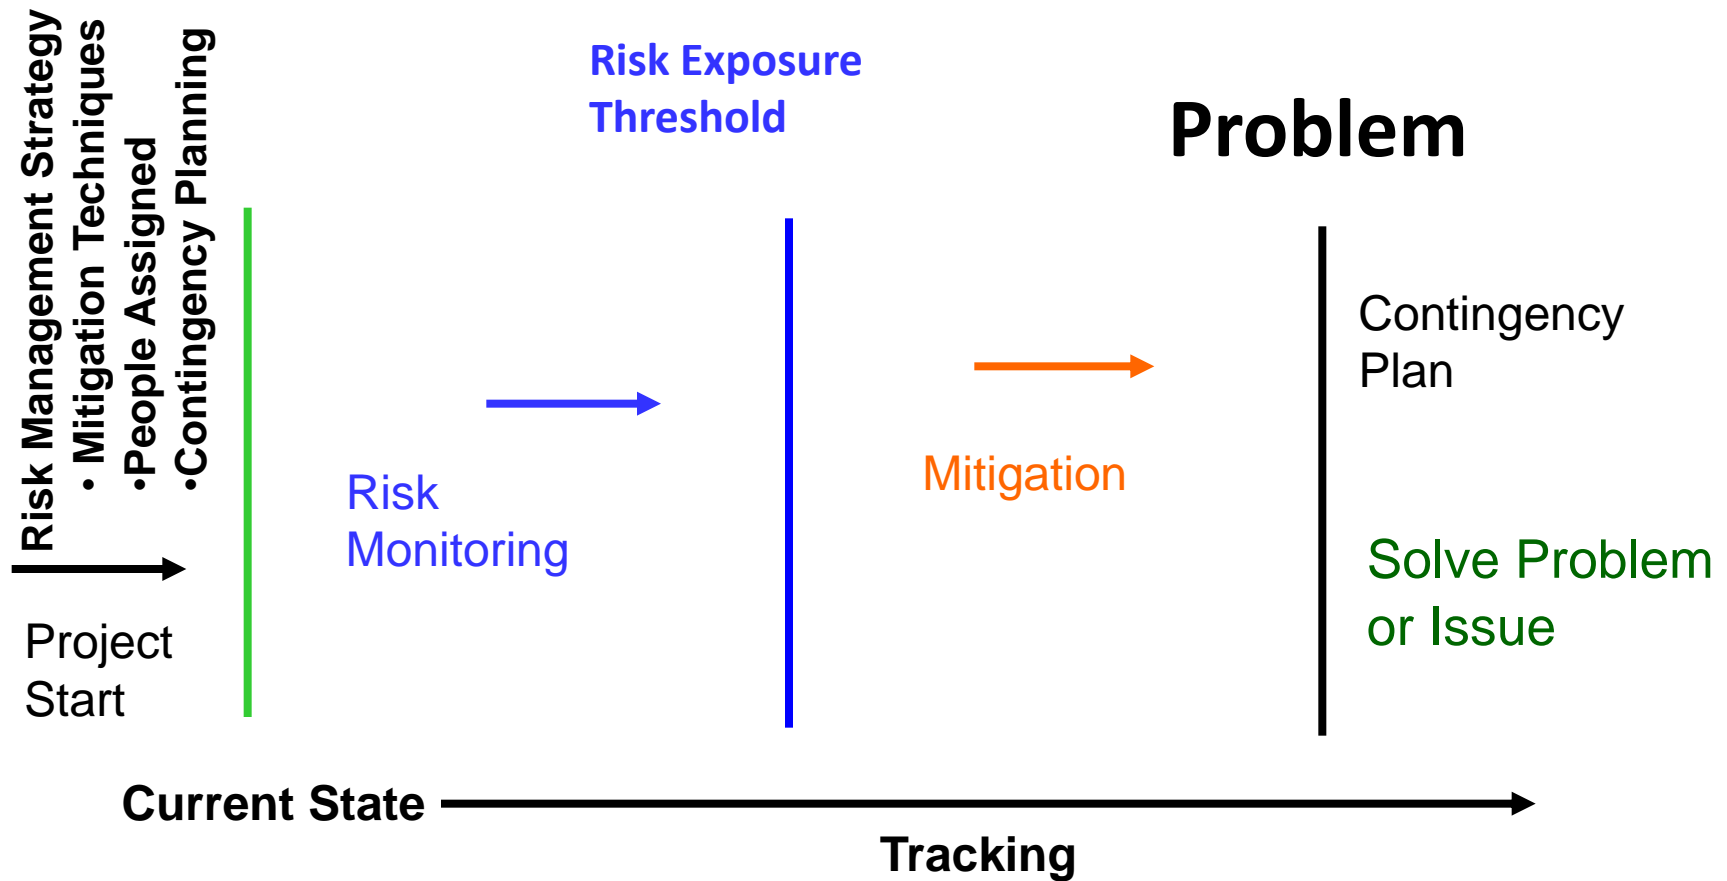 Risk Management Strategy
• Mitigation Techniques
•People Assigned
•Contingency Planning
Risk Exposure
Threshold
Problem
Contingency
Plan
Mitigation
Risk
Monitoring
Solve Problem
or Issue
Project
Start
Current State
Tracking